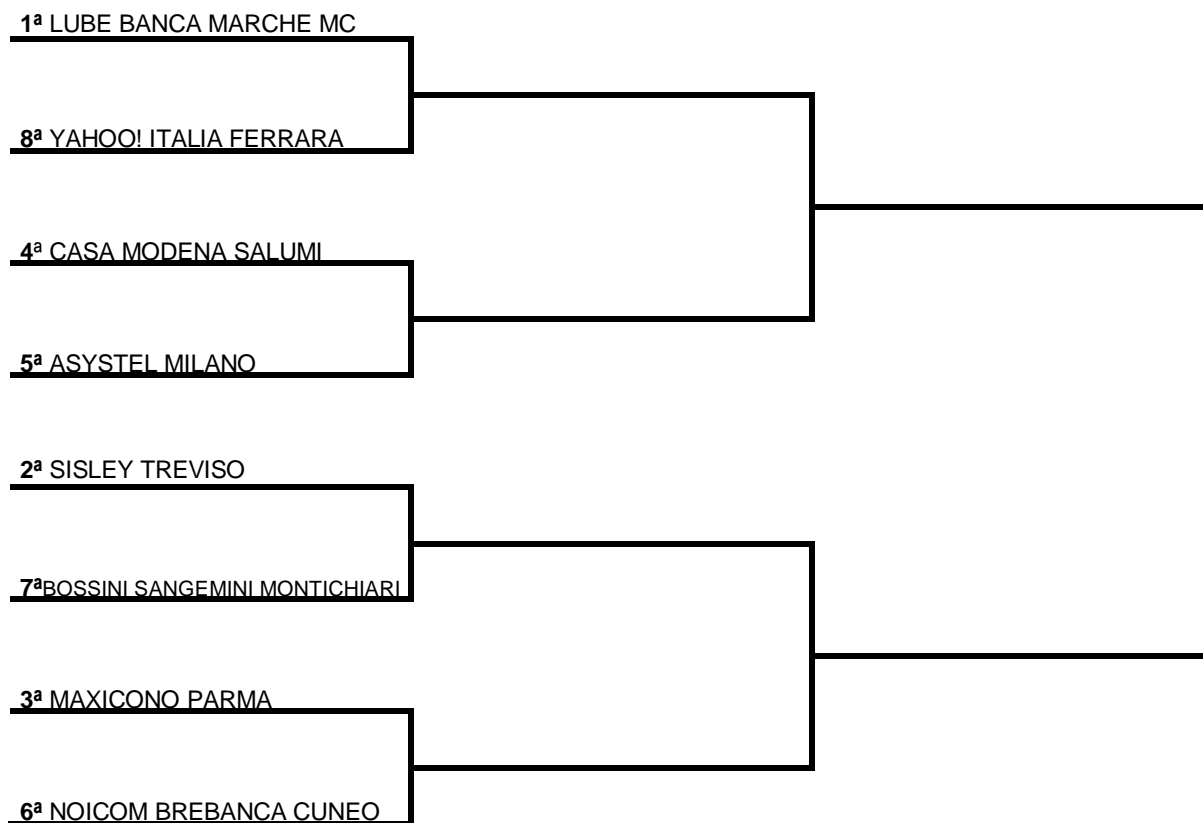 1ª LUBE BANCA MARCHE MC
8ª YAHOO! ITALIA FERRARA
4ª CASA MODENA SALUMI
5ª ASYSTEL MILANO
2ª SISLEY TREVISO
7ªBOSSINI SANGEMINI MONTICHIARI
3ª MAXICONO PARMA
6ª NOICOM BREBANCA CUNEO